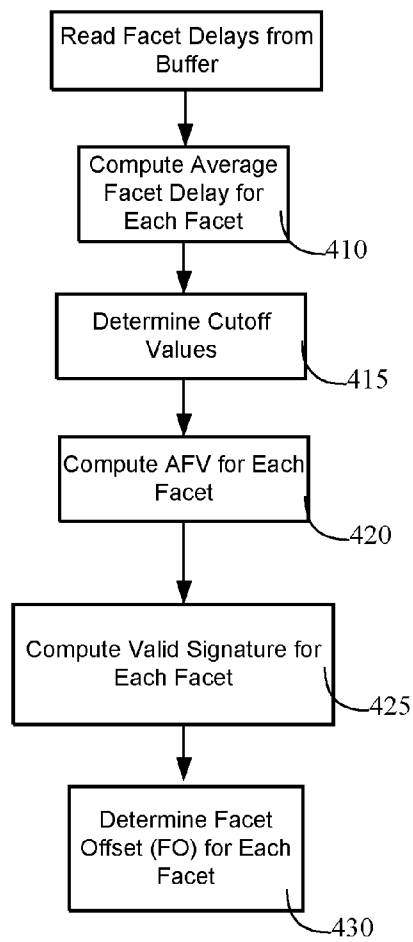 Read Facet Delays from
Buffer
Compute Average
Facet Delay for
Each Facet
410
Determine Cutoff
Values
415
Compute AFV for Each
Facet
420
Compute Valid Signature for
Each Facet
425
Determine Facet
Offset (FO) for Each
Facet
430